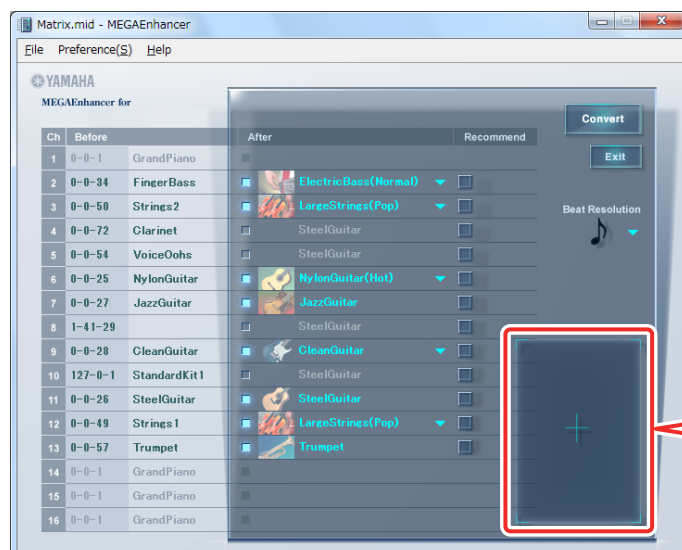 Matrix.mid - MEGAEnhancer
File Preference(S) Help
YAMAHA
MEGAEnhancer for
Convert
Exit
Beat Resolution
Ch Before After Recommend
1 0-0-1 GrandPiano
2 0-0-34 FingerBass ElectricBass(Normal)
3 0-0-50 Strings2 LargeStrings(Pop)
4 0-0-72 Clarinet SteelGuitar
5 0-0-54 VoiceOohs SteelGuitar
6 0-0-25 NylonGuitar NylonGuitar(Hot)
7 0-0-27 JazzGuitar JazzGuitar
8 1-41-29 SteelGuitar
9 0-0-28 CleanGuitar CleanGuitar
10 127-0-1 StandardKit1 SteelGuitar
11 0-0-26 SteelGuitar SteelGuitar
12 0-0-49 Strings1 LargeStrings(Pop)
13 0-0-57 Trumpet Trumpet
14 0-0-1 GrandPiano
15 0-0-1 GrandPiano
16 0-0-1 GrandPiano